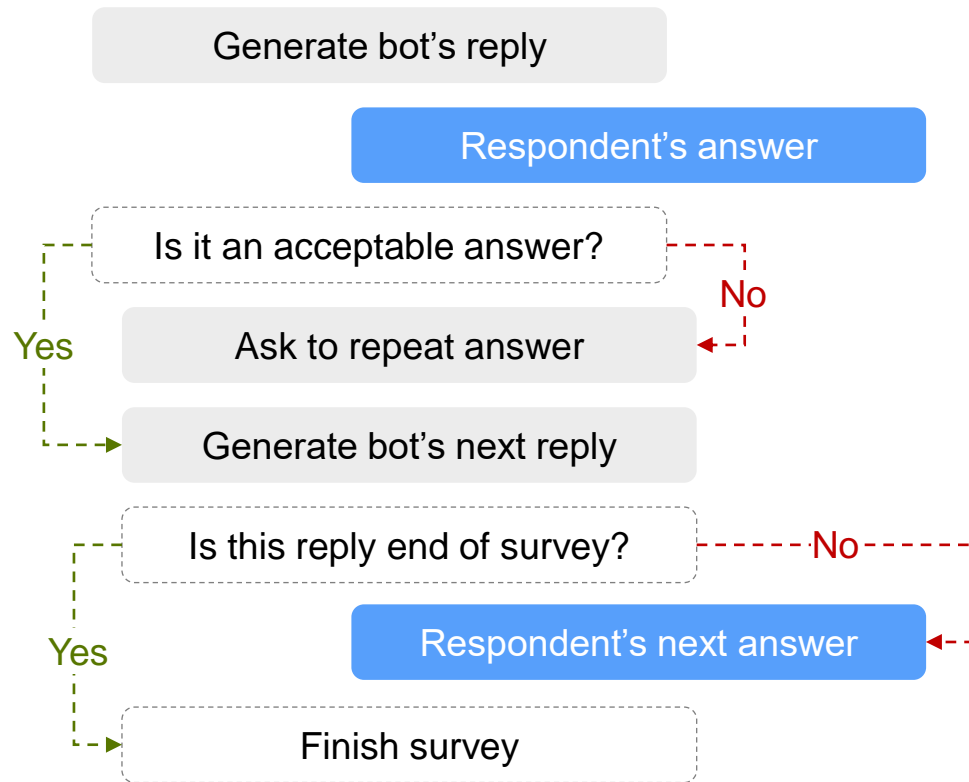 Generate bot’s reply
Respondent’s answer
Is it an acceptable answer?
No
Yes
Ask to repeat answer
Generate bot’s next reply
Is this reply end of survey?
No
Respondent’s next answer
Yes
Finish survey